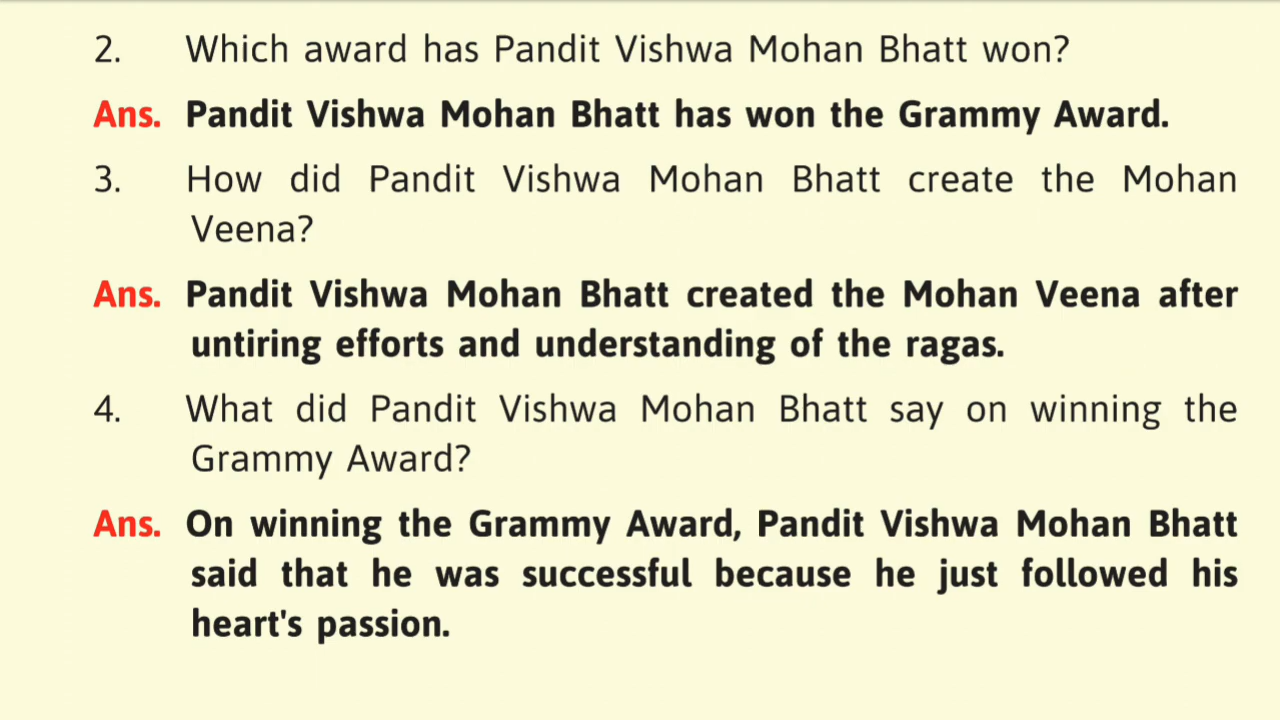 2. Which award has Pandit Vishwa Mohan Bhatt won?
Ans. Pandit Vishwa Mohan Bhatt has won the Grammy Award.
3. How did Pandit Vishwa Mohan Bhatt create the Mohan
Veena?
Ans. Pandit Vishwa Mohan Bhatt created the Mohan Veena after
untiring efforts and understanding of the ragas.
4. What did Pandit Vishwa Mohan Bhatt say on winning the
Grammy Award?
Ans. On winning the Grammy Award, Pandit Vishwa Mohan Bhatt
said that he was successful because he just followed his
heart's passion.